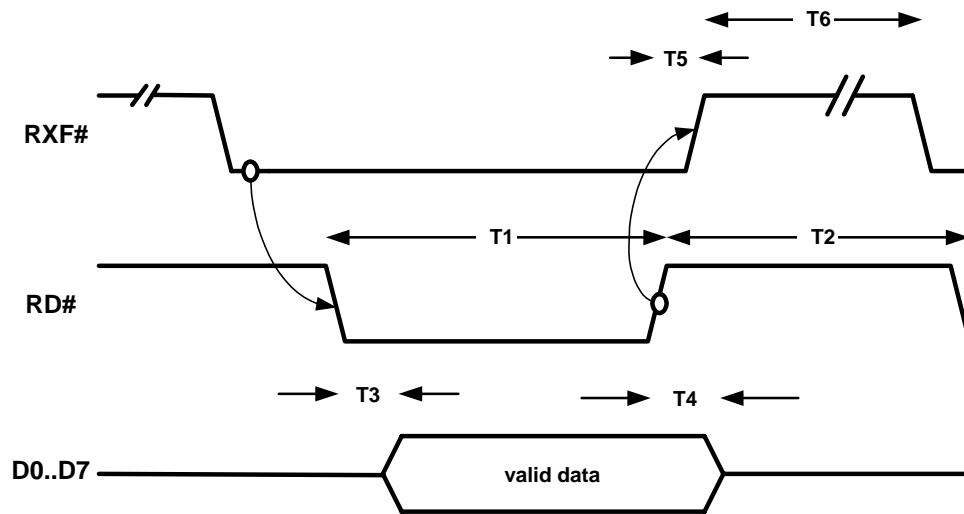 T6
T5
RXF#
T1
T2
RD#
T3
T4
D0..D7
valid data